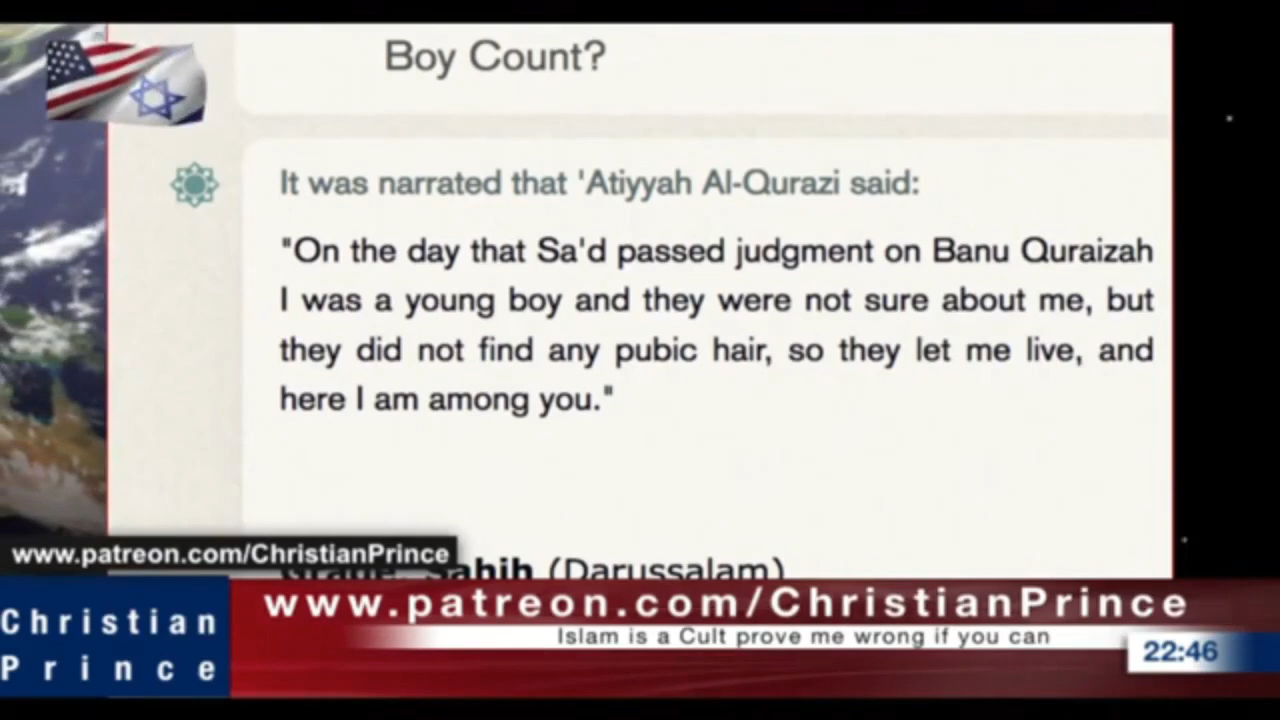 Boy Count?
It was narrated that 'Atiyyah Al-Qurazi said:
"On the day that Sa'd passed judgment on Banu Quraizah
I was a young boy and they were not sure about me, but
they did not find any pubic hair, so they let me live, and
here I am among you."
www.patreon.com/ChristianPrince
Grade: Sahih (Darussalam)
www.patreon.com/ChristianPrince
Islam is a Cult prove me wrong if you can
Christian
Prince
22:46